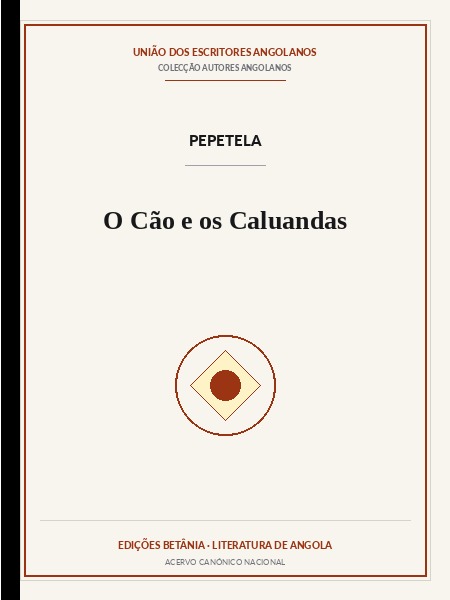 UNIÃO DOS ESCRITORES ANGOLANOS
COLECÇÃO AUTORES ANGOLANOS
PEPETELA
O Cão e os Caluandas
EDIÇÕES BETÂNIA · LITERATURA DE ANGOLA
ACERVO CANÓNICO NACIONAL